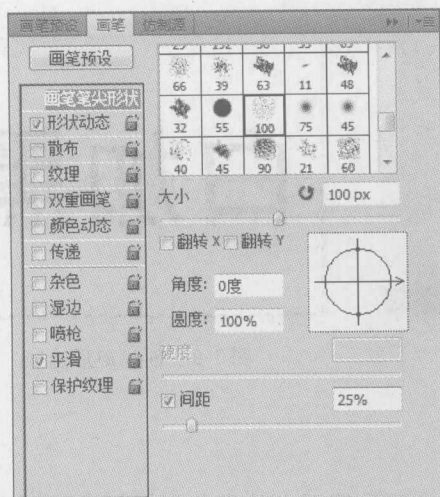 画笔预设 画笔 仿制源
画笔预设
画笔笔尖形状
形状动态
散布
纹理
双重画笔
颜色动态
传递
杂色
湿边
喷枪
平滑
保护纹理
66 39 63 11 48
32 55 100 75 45
40 45 90 21 60
大小 100 px
翻转 X 翻转 Y
角度: 0度
圆度: 100%
硬度
间距 25%